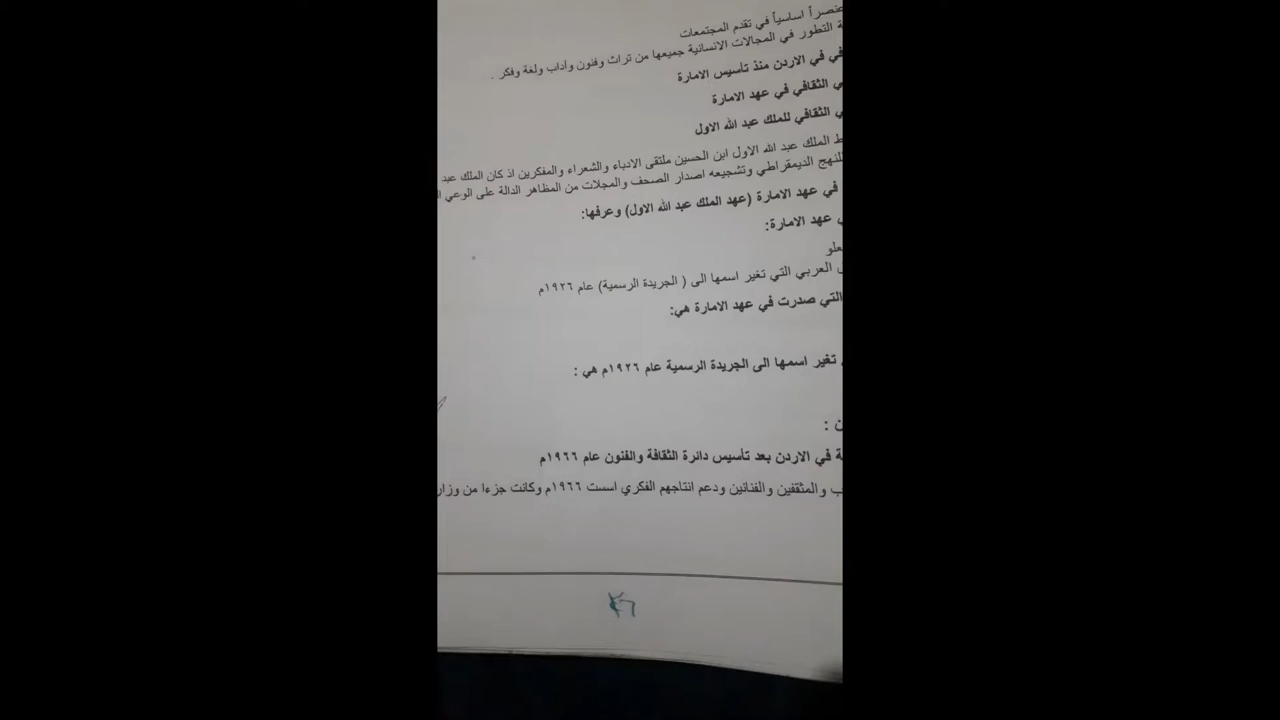 عنصراً اساسياً في تقدم المجتمعات
التطور في المجالات الانسانية جميعها من تراث وفنون وآداب ولغة وفكر .
في الاردن منذ تأسيس الامارة
الثقافي في عهد الامارة
الثقافي للملك عبد الله الاول
الملك عبد الله الاول ابن الحسين ملتقى الادباء والشعراء والمفكرين اذ كان الملك عبد
للنهج الديمقراطي وتشجيعه اصدار الصحف والمجلات من المظاهر الدالة على الوعي
في عهد الامارة (عهد الملك عبد الله الاول) وعرفها:
عهد الامارة:
العربي التي تغير اسمها الى ( الجريدة الرسمية) عام ١٩٢٦م
التي صدرت في عهد الامارة هي:
تغير اسمها الى الجريدة الرسمية عام ١٩٢٦م هي :
في الاردن بعد تأسيس دائرة الثقافة والفنون عام ١٩٦٦م
والمثقفين والفنانين ودعم انتاجهم الفكري اسست ١٩٦٦م وكانت جزءا من